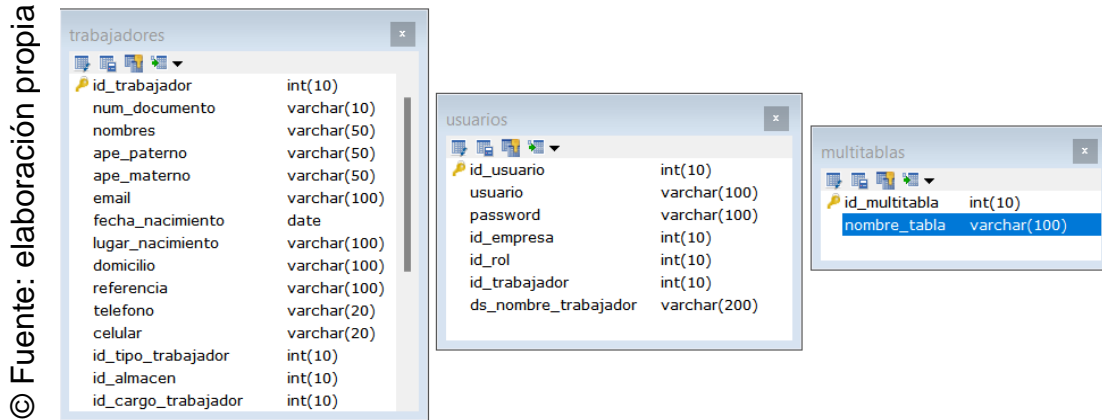 © Fuente: elaboración propia
trabajadores x
id_trabajador int(10)
num_documento varchar(10)
nombres varchar(50)
ape_paterno varchar(50)
ape_materno varchar(50)
email varchar(100)
fecha_nacimiento date
lugar_nacimiento varchar(100)
domicilio varchar(100)
referencia varchar(100)
telefono varchar(20)
celular varchar(20)
id_tipo_trabajador int(10)
id_almacen int(10)
id_cargo_trabajador int(10)
usuarios x
id_usuario int(10)
usuario varchar(100)
password varchar(100)
id_empresa int(10)
id_rol int(10)
id_trabajador int(10)
ds_nombre_trabajador varchar(200)
multitablas x
id_multitabla int(10)
nombre_tabla varchar(100)